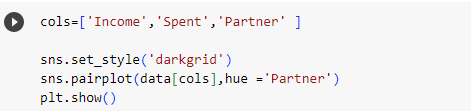 cols=['Income','Spent','Partner' ]
sns.set_style('darkgrid')
sns.pairplot(data[cols],hue ='Partner')
plt.show()